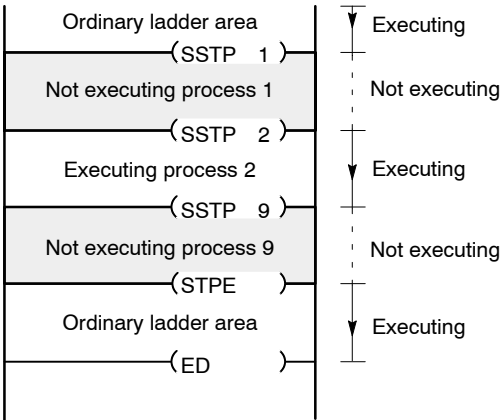 Ordinary ladder area Executing
(SSTP 1)
Not executing process 1 Not executing
(SSTP 2)
Executing process 2 Executing
(SSTP 9)
Not executing process 9 Not executing
(STPE )
Ordinary ladder area Executing
(ED )